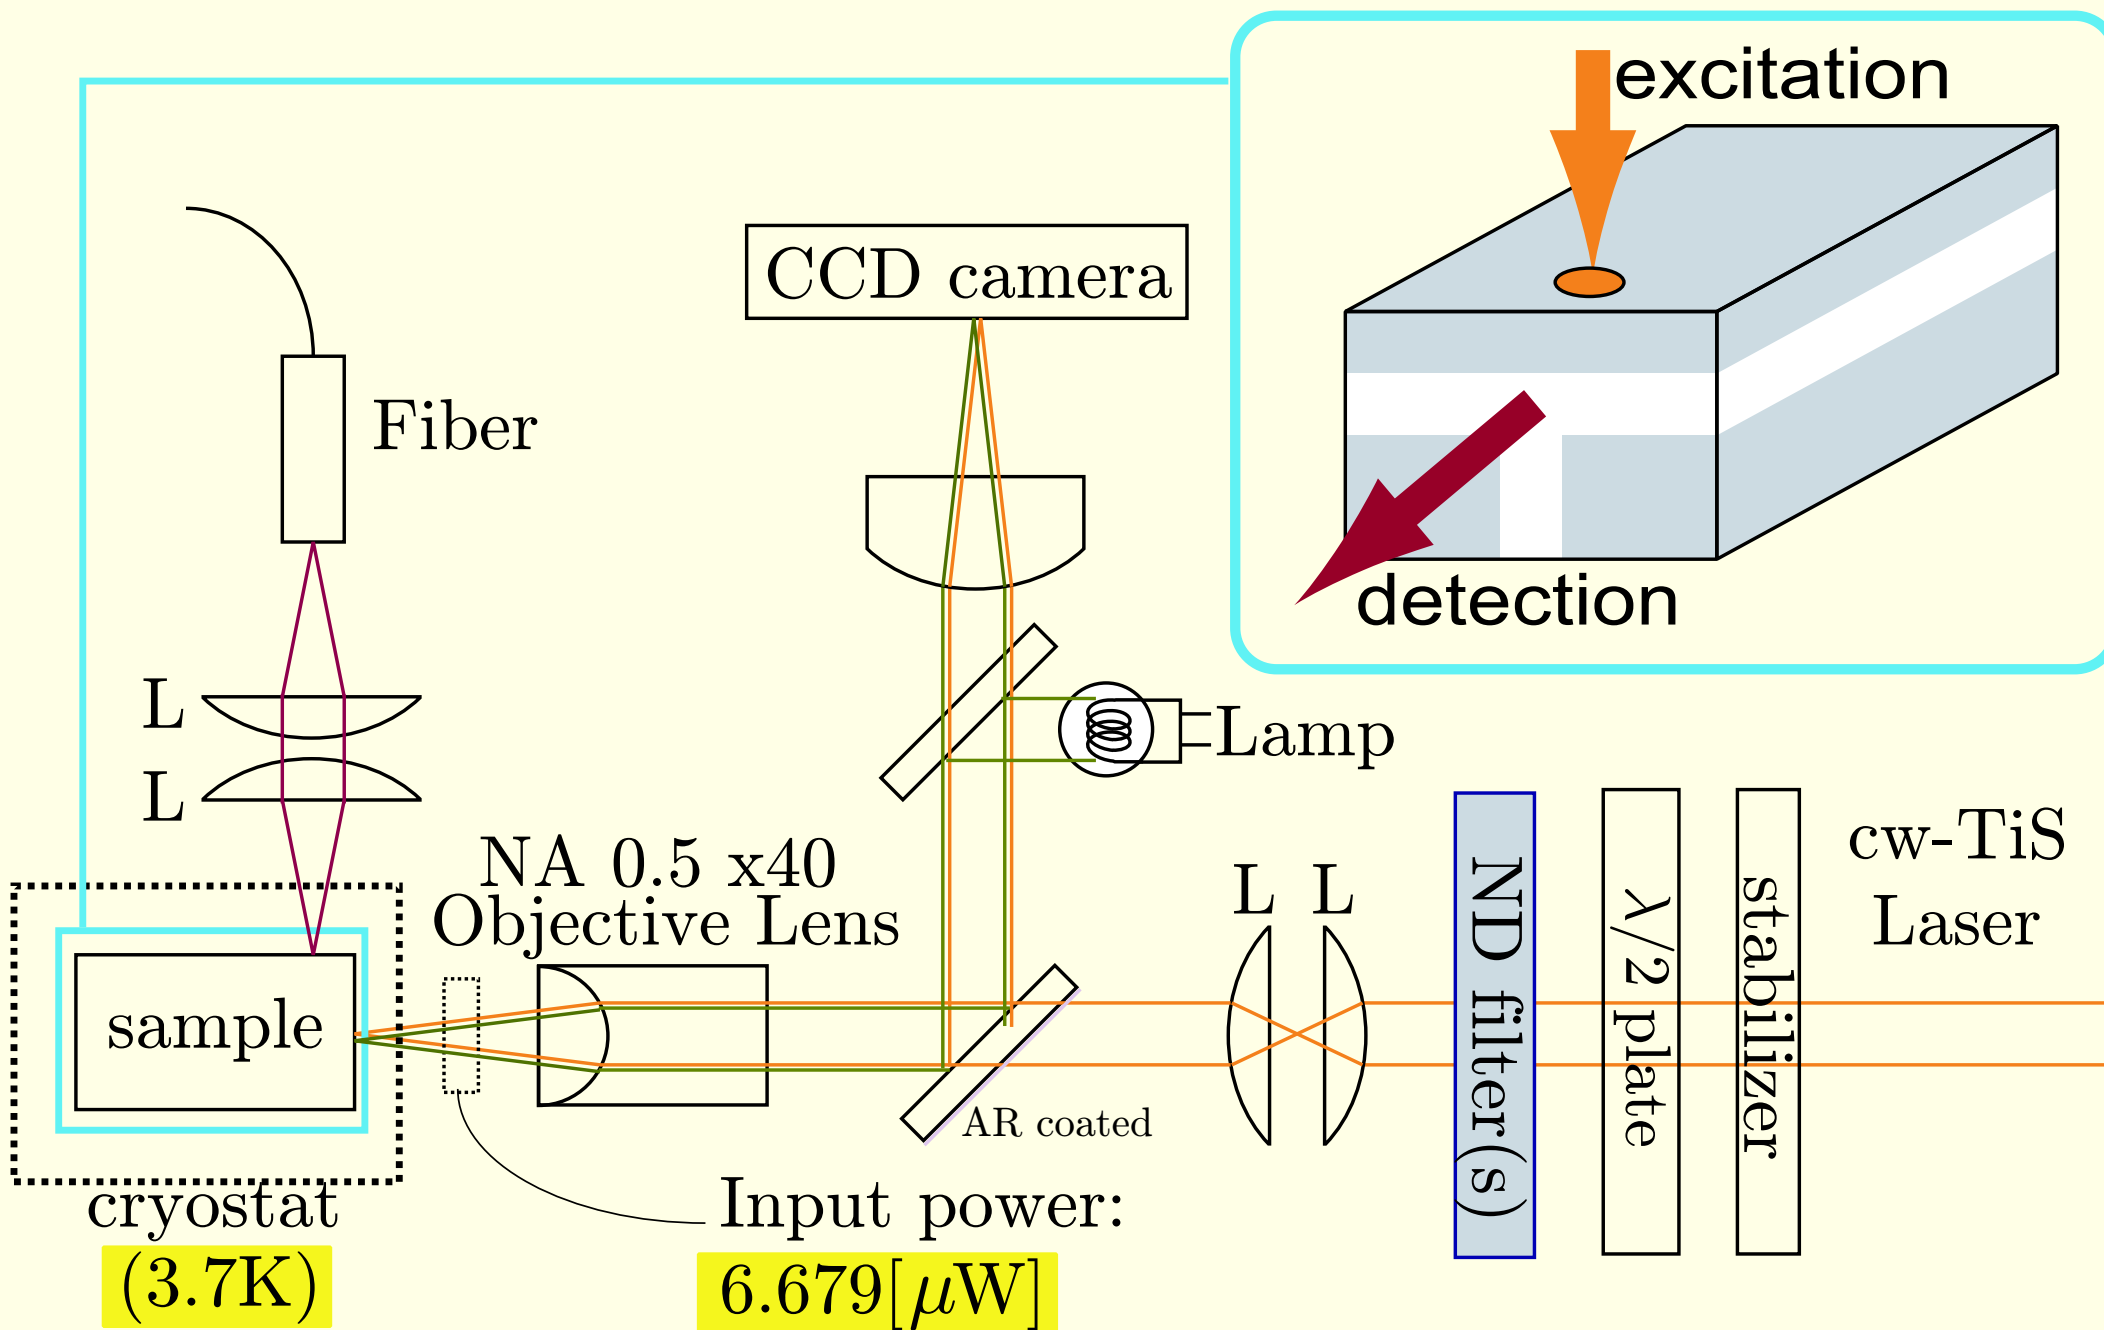 excitation
detection
CCD camera
Fiber
L
L
Lamp
NA 0.5 x40
Objective Lens
L L
ND filter(s)
λ/2 plate
stabilizer
cw-TiS
Laser
sample
AR coated
cryostat
(3.7K)
Input power:
6.679[μW]